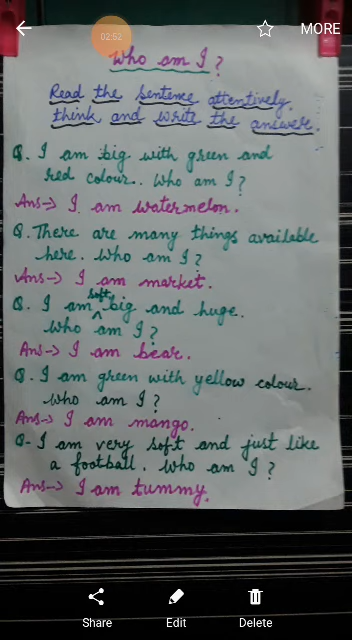 MORE
02:52
Who am I?
Read the sentence attentively.
think and write the answer.
Q. I am big with green and
red colour.. Who am I?
Ans-> I am watermelon.
Q. There are many things available
here. Who am I?
Ans-> I am market.
Q. I am soft big and huge.
Who am I?
Ans-> I am bear.
Q. I am green with yellow colour.
Who am I?
Ans-> I am mango.
Q- I am very soft and just like
a football. Who am I?
Ans-> I am tummy.
Share Edit Delete